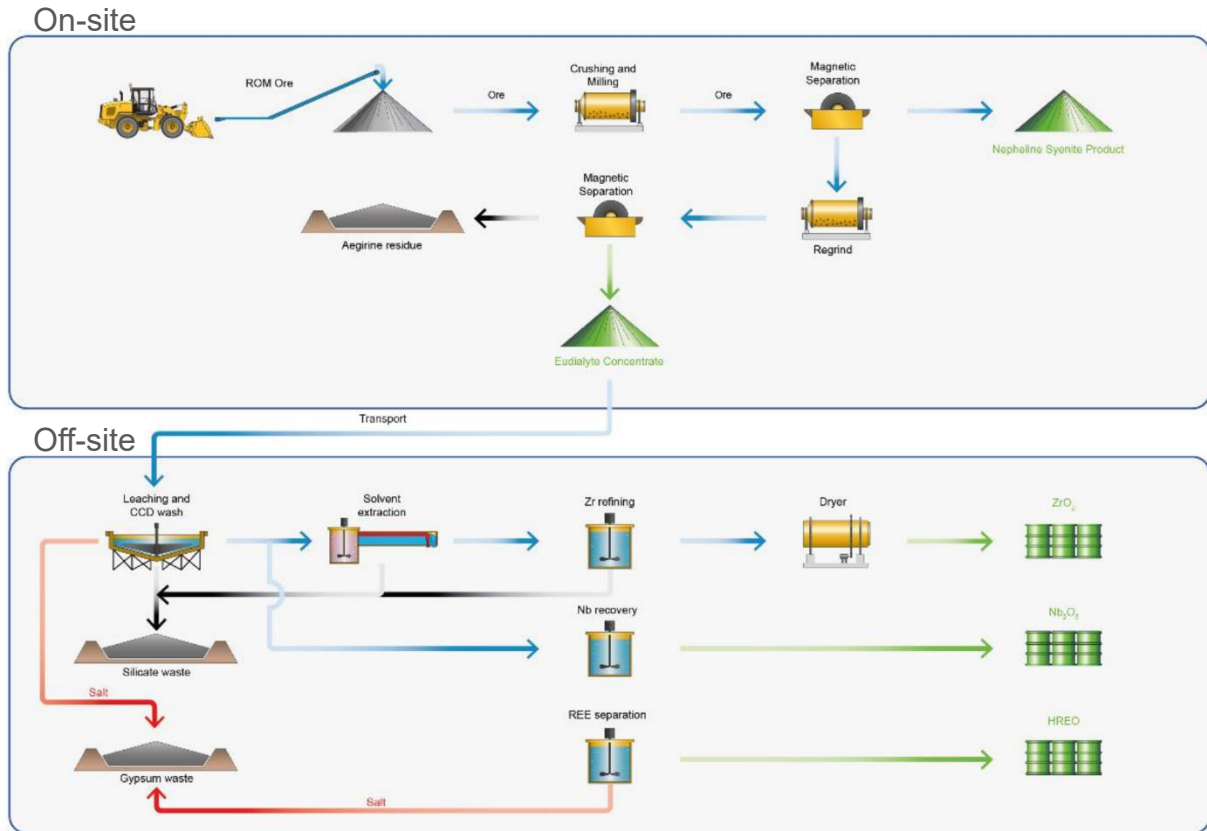 On-site
ROM Ore
Ore
Crushing and
Milling
Ore
Magnetic
Separation
Nepheline Syenite Product
Magnetic
Separation
Aegirine residue
Regrind
Eudialyte Concentrate
Transport
Off-site
Leaching and
CCD wash
Solvent
extraction
Zr refining
Dryer
ZrO₂
Nb recovery
Nb₂O₅
Silicate waste
Salt
REE separation
HREO
Gypsum waste
Salt